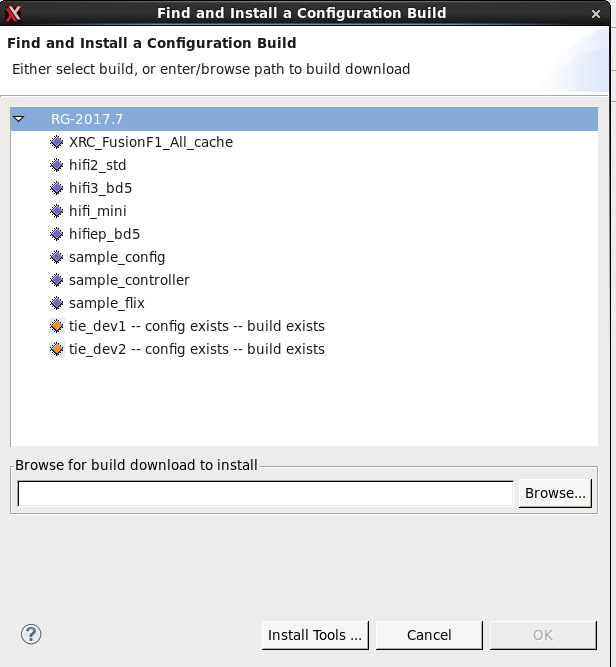 Find and Install a Configuration Build
Find and Install a Configuration Build
Either select build, or enter/browse path to build download
RG-2017.7
XRC_FusionF1_All_cache
hifi2_std
hifi3_bd5
hifi_mini
hifiep_bd5
sample_config
sample_controller
sample_flix
tie_dev1 -- config exists -- build exists
tie_dev2 -- config exists -- build exists
Browse for build download to install
Browse...
Install Tools ...
Cancel
OK